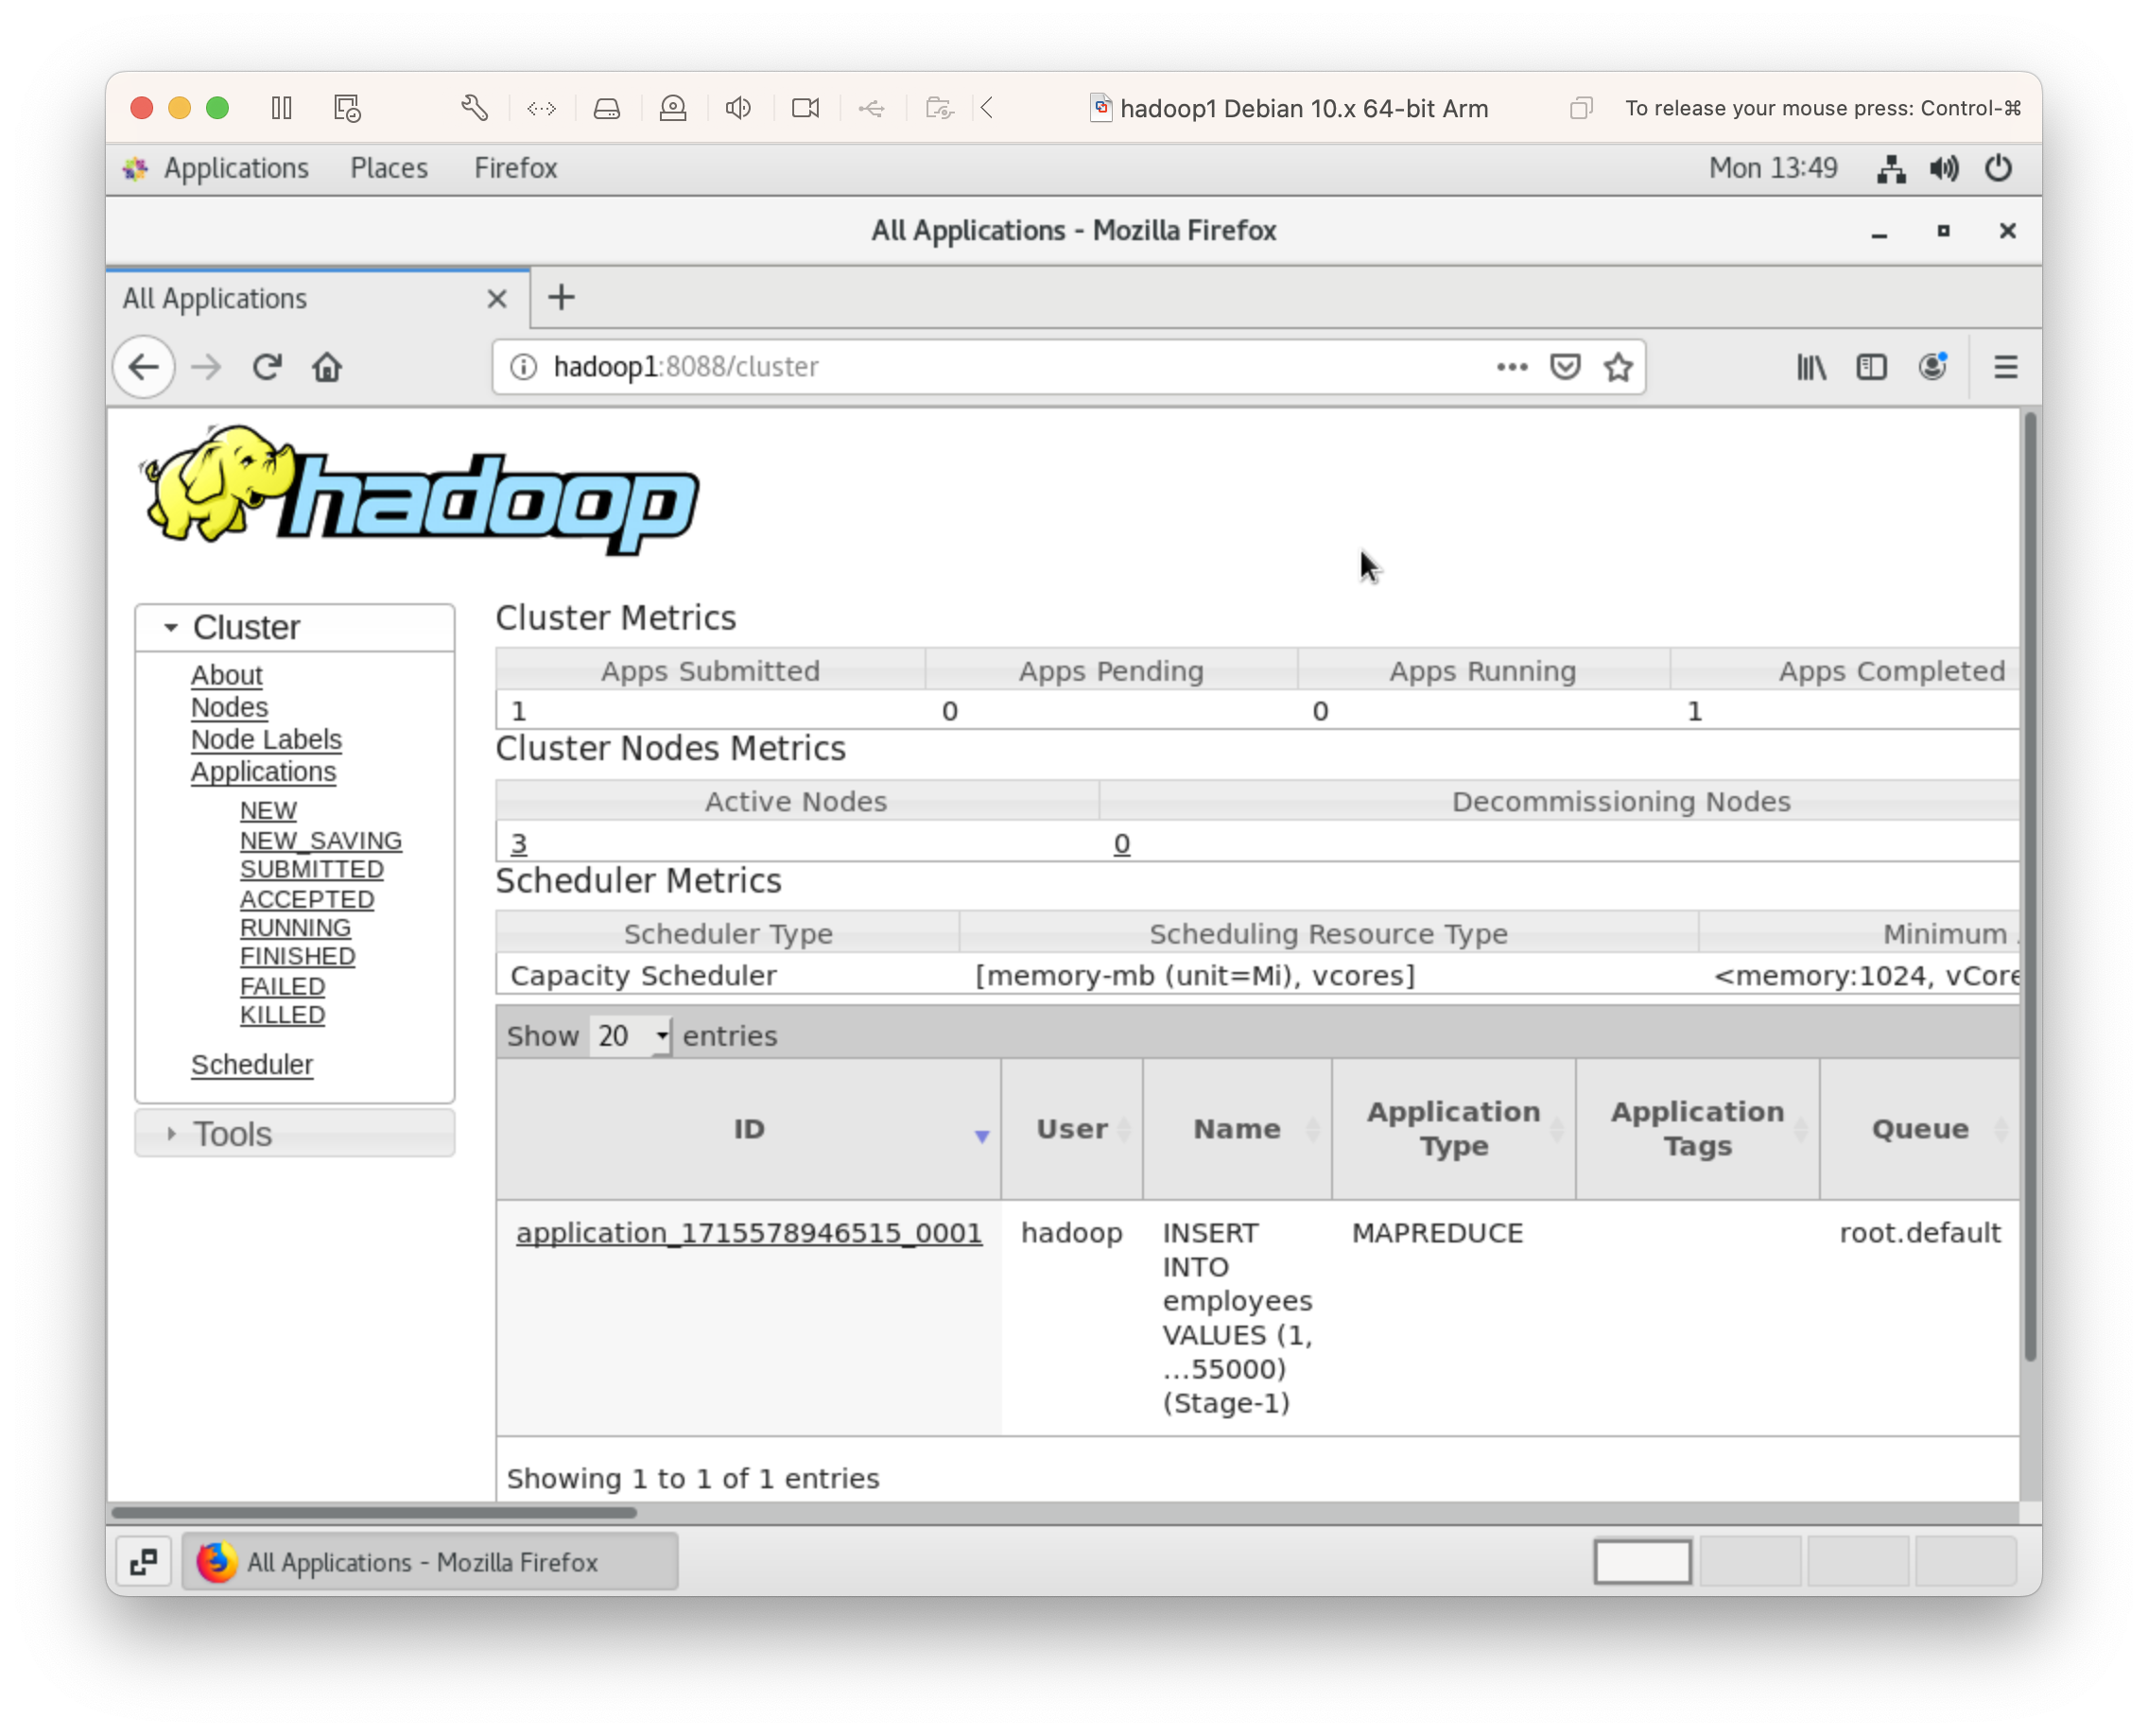 hadoop1 Debian 10.x 64-bit Arm
To release your mouse press: Control-⌘
Applications Places Firefox Mon 13:49
All Applications - Mozilla Firefox
All Applications
hadoop1:8088/cluster
hadoop
Cluster
About
Nodes
Node Labels
Applications
NEW
NEW_SAVING
SUBMITTED
ACCEPTED
RUNNING
FINISHED
FAILED
KILLED
Scheduler
Tools
Cluster Metrics
Apps Submitted Apps Pending Apps Running Apps Completed
1 0 0 1
Cluster Nodes Metrics
Active Nodes Decommissioning Nodes
3 0
Scheduler Metrics
Scheduler Type Scheduling Resource Type Minimum
Capacity Scheduler [memory-mb (unit=Mi), vcores] <memory:1024, vCore
Show 20 entries
ID User Name Application Type Application Tags Queue
application_1715578946515_0001 hadoop INSERT MAPREDUCE root.default
INTO
employees
VALUES (1,
...55000)
(Stage-1)
Showing 1 to 1 of 1 entries
All Applications - Mozilla Firefox